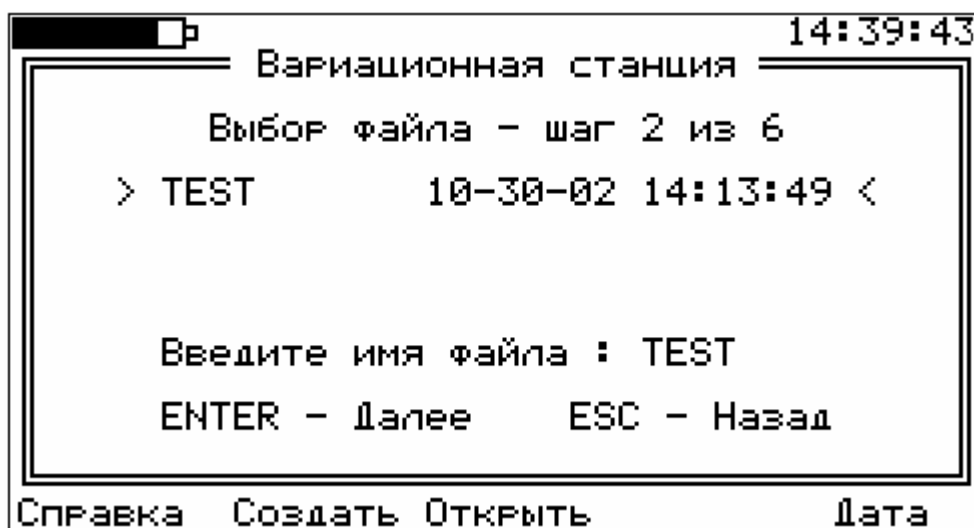 14:39:43
Вариационная станция
Выбор файла - шаг 2 из 6
> TEST 10-30-02 14:13:49 <
Введите имя файла : TEST
ENTER - Далее ESC - Назад
Справка Создать Открыть Дата